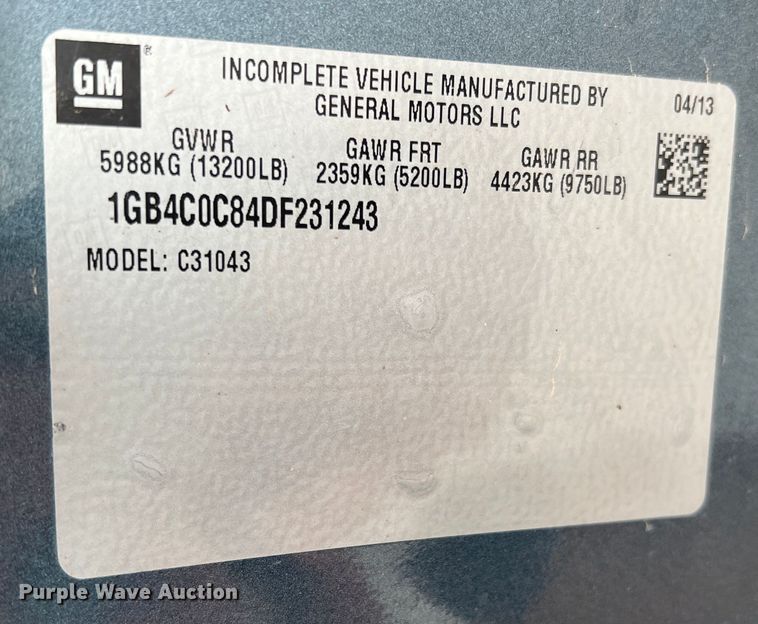 GM ®
INCOMPLETE VEHICLE MANUFACTURED BY
GENERAL MOTORS LLC
04/13
GVWR
5988KG (13200LB)
GAWR FRT
2359KG (5200LB)
GAWR RR
4423KG (9750LB)
1GB4C0C84DF231243
MODEL: C31043
Purple Wave Auction